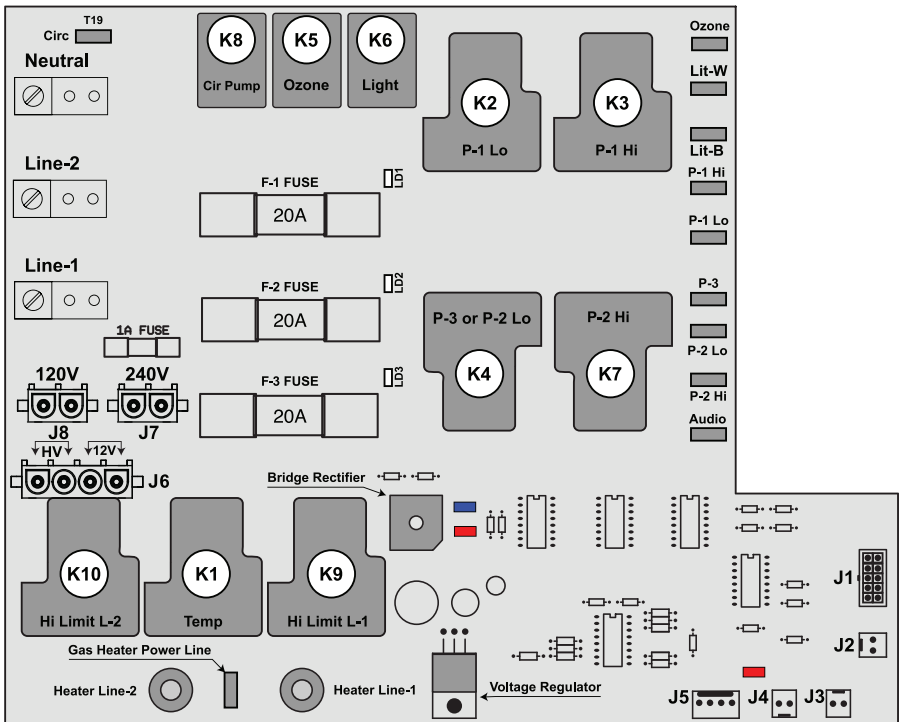 T19
Circ
Neutral
Line-2
Line-1
K8
Cir Pump
K5
Ozone
K6
Light
K2
P-1 Lo
K3
P-1 Hi
Ozone
Lit-W
Lit-B
P-1 Hi
P-1 Lo
P-3
P-2 Lo
P-2 Hi
Audio
F-1 FUSE
20A
LD1
F-2 FUSE
20A
LD2
F-3 FUSE
20A
LD3
1A FUSE
P-3 or P-2 Lo
K4
P-2 Hi
K7
120V
240V
J8
J7
HV
12V
J6
Bridge Rectifier
K10
Hi Limit L-2
K1
Temp
K9
Hi Limit L-1
Gas Heater Power Line
Heater Line-2
Heater Line-1
Voltage Regulator
J1
J2
J5
J4
J3